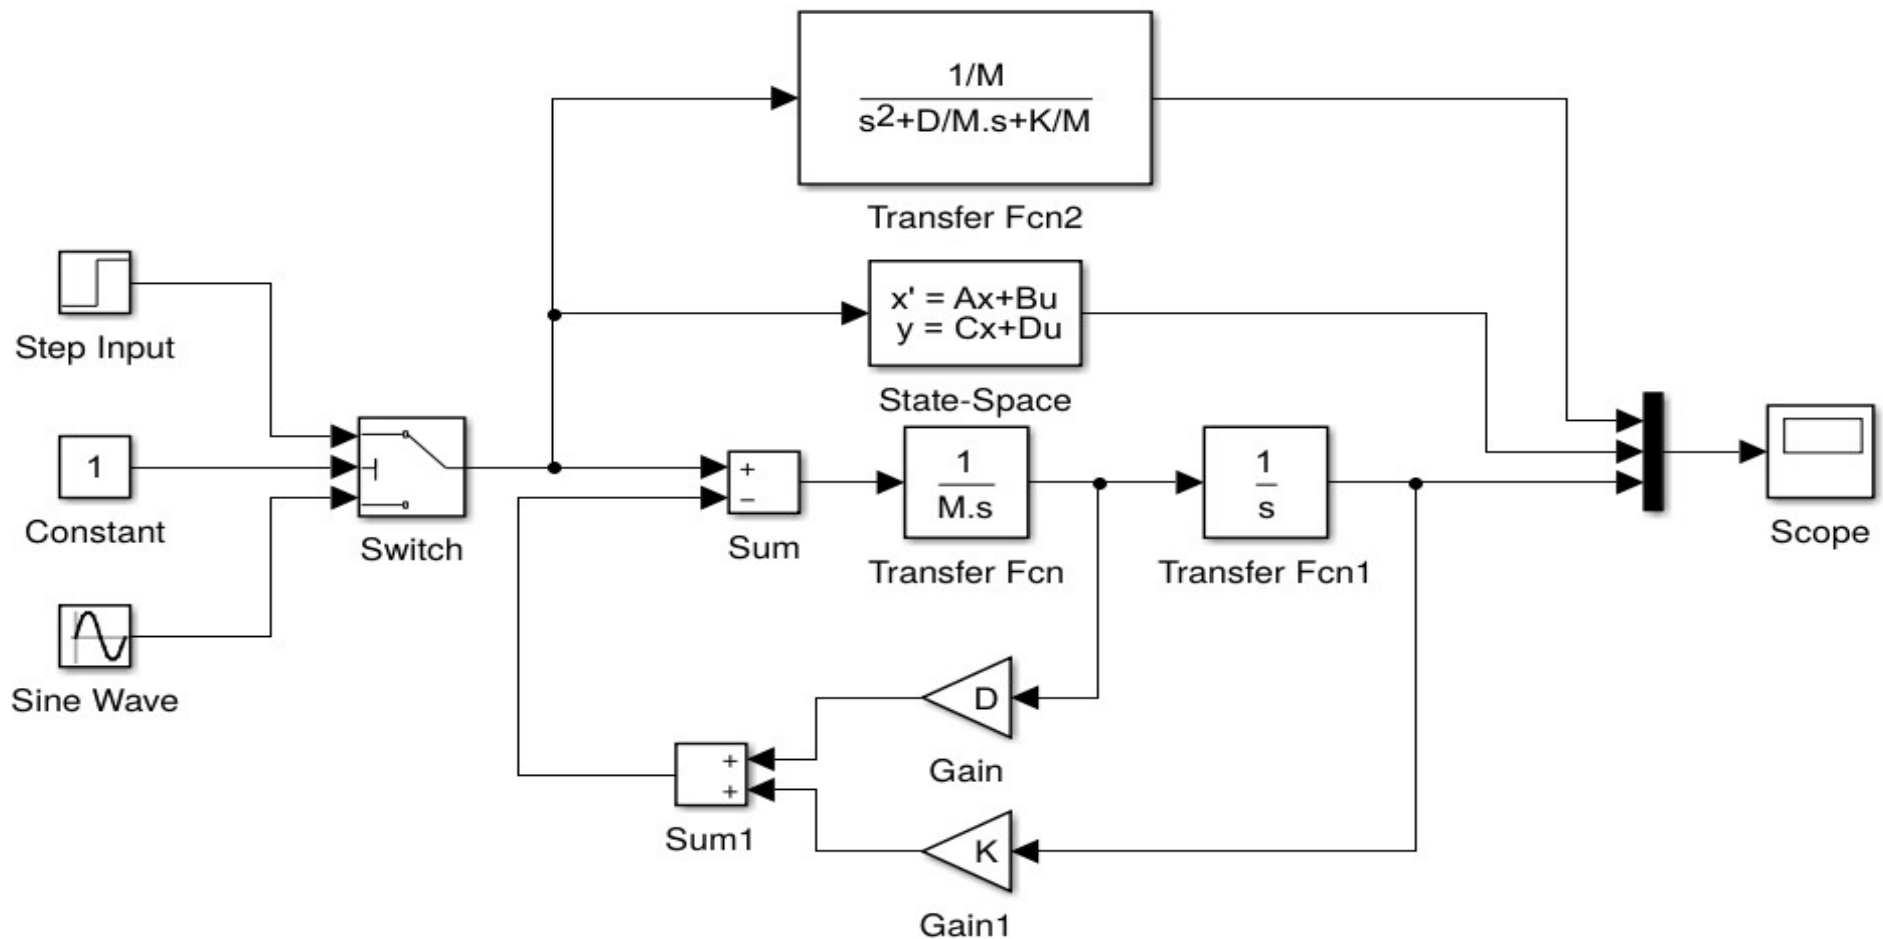 1/M
s2+D/M.s+K/M
Transfer Fcn2
x' = Ax+Bu
y = Cx+Du
State-Space
Step Input
1
Constant
Switch
Sine Wave
+
−
Sum
1
M.s
Transfer Fcn
1
s
Transfer Fcn1
Scope
D
Gain
+
+
Sum1
K
Gain1